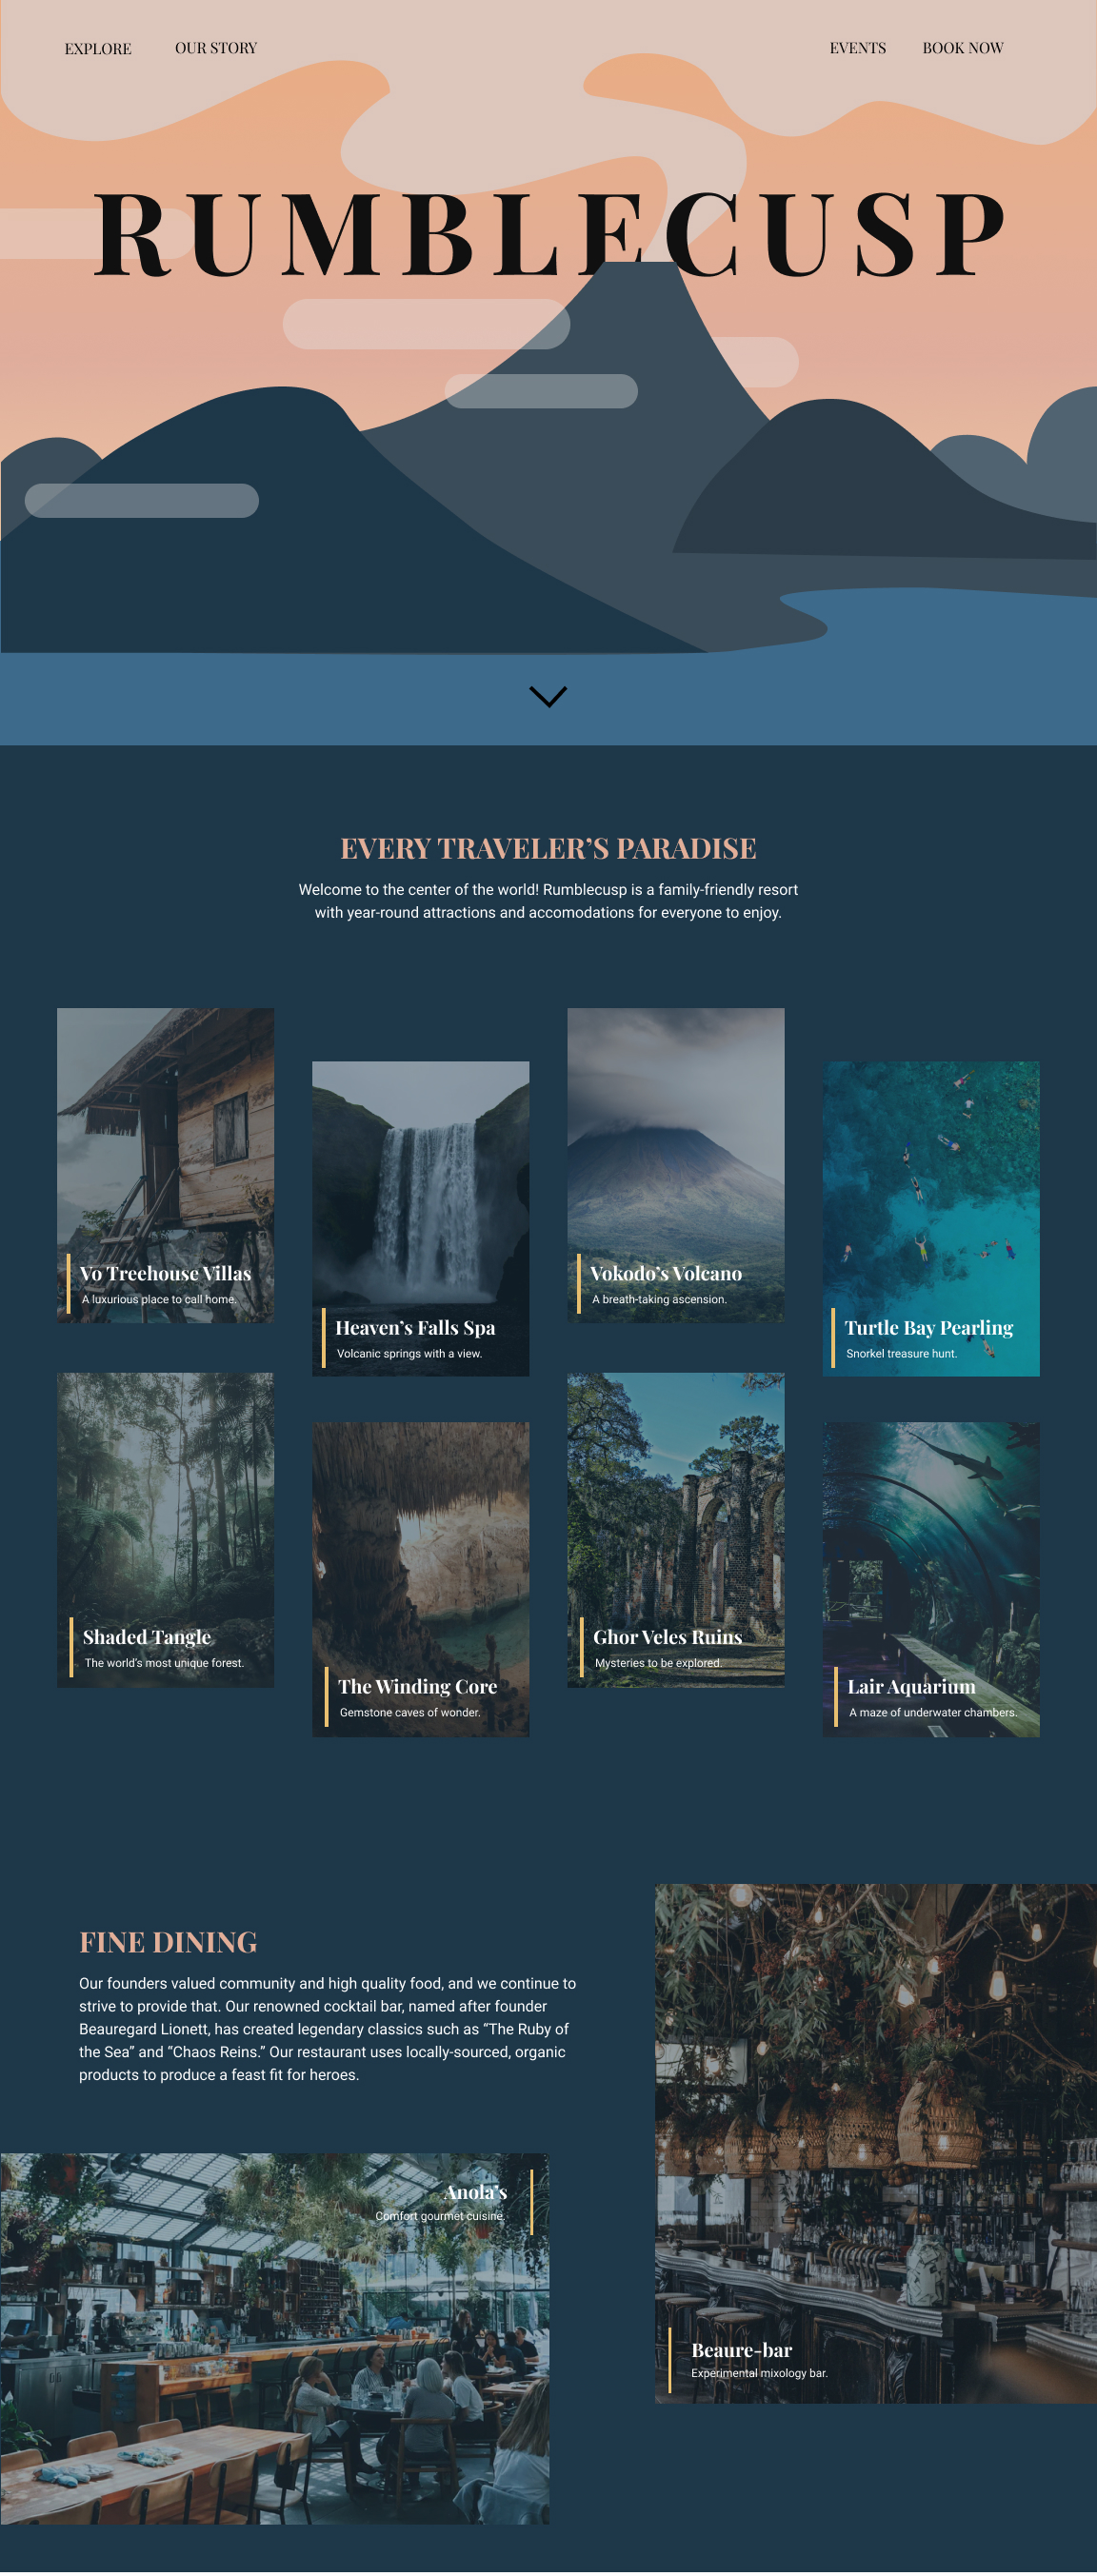 EXPLORE
OUR STORY
EVENTS
BOOK NOW
RUMBLECUSP
EVERY TRAVELER’S PARADISE
Welcome to the center of the world! Rumblecusp is a family-friendly resort
with year-round attractions and accomodations for everyone to enjoy.
Vo Treehouse Villas
A luxurious place to call home.
Heaven’s Falls Spa
Volcanic springs with a view.
Vokodo’s Volcano
A breath-taking ascension.
Turtle Bay Pearling
Snorkel treasure hunt.
Shaded Tangle
The world’s most unique forest.
The Winding Core
Gemstone caves of wonder.
Ghor Veles Ruins
Mysteries to be explored.
Lair Aquarium
A maze of underwater chambers.
FINE DINING
Our founders valued community and high quality food, and we continue to
strive to provide that. Our renowned cocktail bar, named after founder
Beauregard Lionett, has created legendary classics such as “The Ruby of
the Sea” and “Chaos Reins.” Our restaurant uses locally-sourced, organic
products to produce a feast fit for heroes.
Anola’s
Comfort gourmet cuisine.
Beaure-bar
Experimental mixology bar.